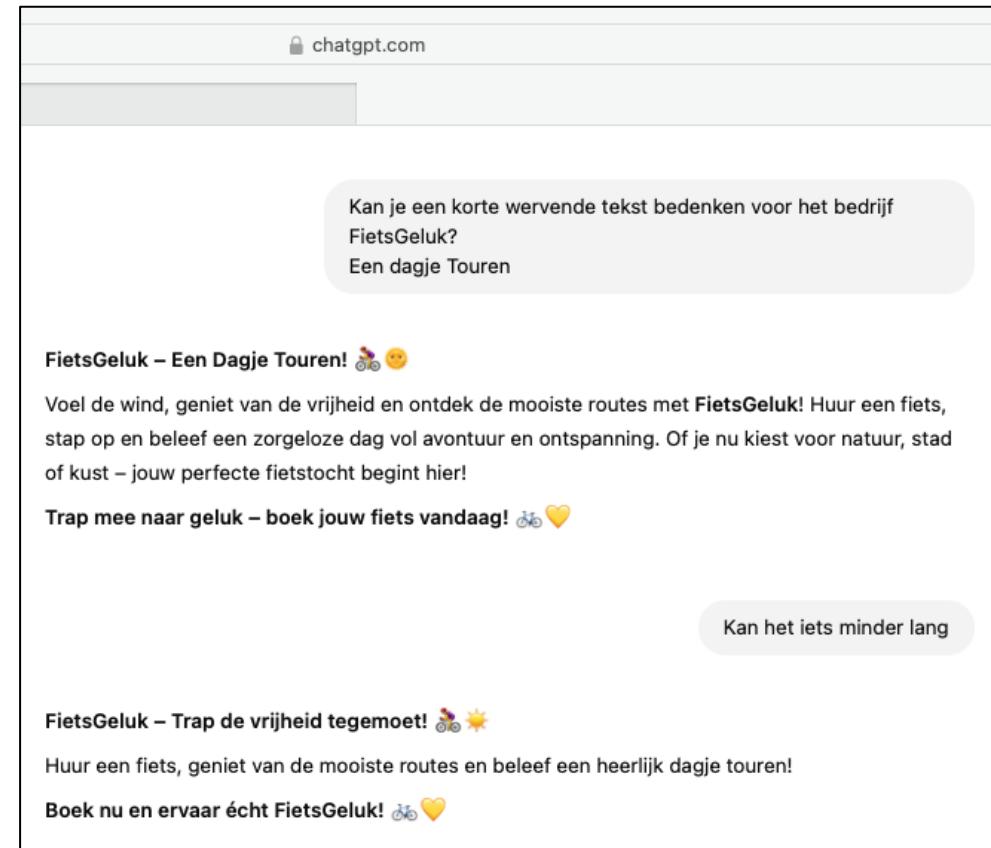 chatgpt.com
Kan je een korte wervende tekst bedenken voor het bedrijf
FietsGeluk?
Een dagje Touren
FietsGeluk – Een Dagje Touren! 🚴‍♀️🌞
Voel de wind, geniet van de vrijheid en ontdek de mooiste routes met FietsGeluk! Huur een fiets,
stap op en beleef een zorgeloze dag vol avontuur en ontspanning. Of je nu kiest voor natuur, stad
of kust – jouw perfecte fietstocht begint hier!
Trap mee naar geluk – boek jouw fiets vandaag! 🚲💛
Kan het iets minder lang
FietsGeluk – Trap de vrijheid tegemoet! 🚴‍♀️☀️
Huur een fiets, geniet van de mooiste routes en beleef een heerlijk dagje touren!
Boek nu en ervaar écht FietsGeluk! 🚲💛